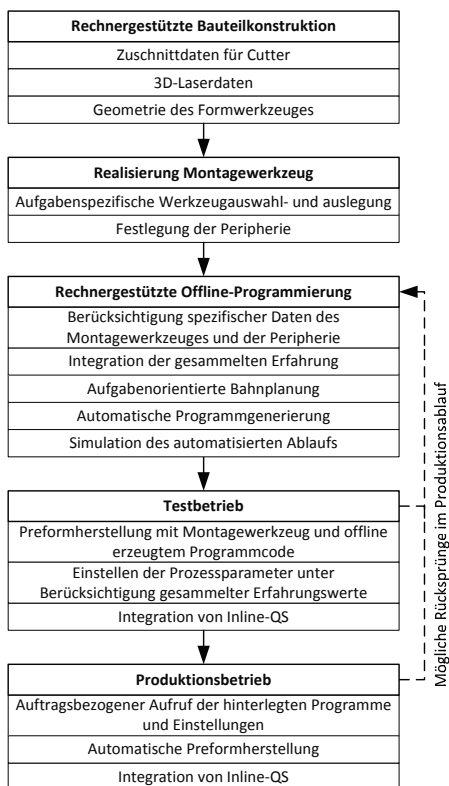 Rechnergestützte Bauteilkonstruktion
Zuschnittdaten für Cutter
3D-Laserdaten
Geometrie des Formwerkzeuges
Realisierung Montagewerkzeug
Aufgabenspezifische Werkzeugauswahl- und auslegung
Festlegung der Peripherie
Rechnergestützte Offline-Programmierung
Berücksichtigung spezifischer Daten des
Montagewerkzeuges und der Peripherie
Integration der gesammelten Erfahrung
Aufgabenorientierte Bahnplanung
Automatische Programmgenerierung
Simulation des automatisierten Ablaufs
Testbetrieb
Preformherstellung mit Montagewerkzeug und offline
erzeugtem Programmcode
Einstellen der Prozessparameter unter
Berücksichtigung gesammelter Erfahrungswerte
Integration von Inline-QS
Produktionsbetrieb
Auftragsbezogener Aufruf der hinterlegten Programme
und Einstellungen
Automatische Preformherstellung
Integration von Inline-QS
Mögliche Rücksprünge im Produktionsablauf